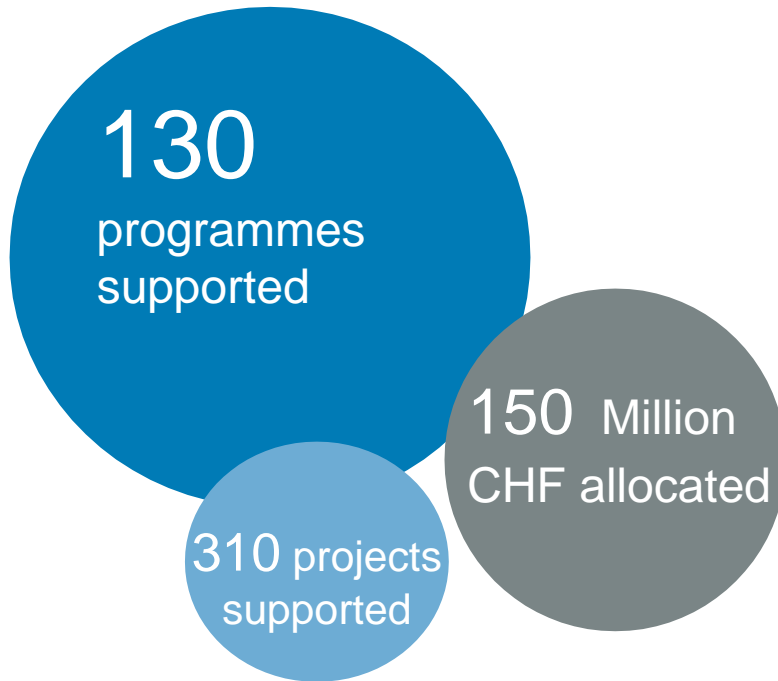 130
programmes
supported
150 Million
CHF allocated
310 projects
supported